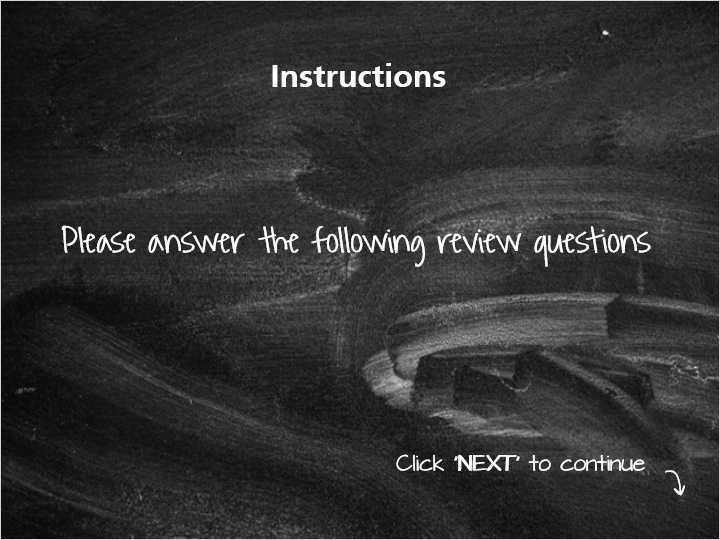 Instructions
Please answer the following review questions
Click 'NEXT' to continue